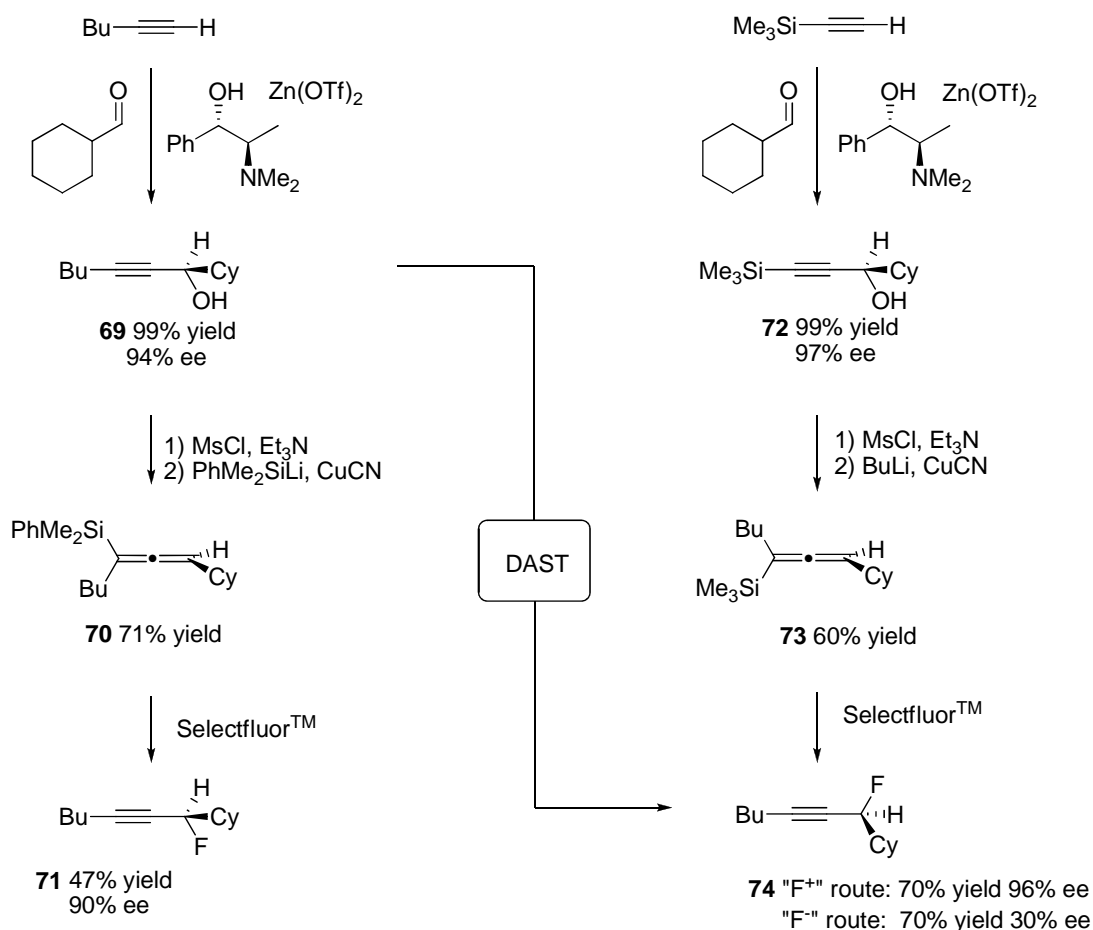 Bu
H
O
OH
Zn(OTf)2
Ph
NMe2
H
Bu
Cy
OH
69 99% yield
94% ee
1) MsCl, Et3N
2) PhMe2SiLi, CuCN
PhMe2Si
H
Bu
Cy
70 71% yield
SelectfluorTM
H
Bu
Cy
F
71 47% yield
90% ee
DAST
Me3Si
H
O
OH
Zn(OTf)2
Ph
NMe2
H
Me3Si
Cy
OH
72 99% yield
97% ee
1) MsCl, Et3N
2) BuLi, CuCN
Bu
H
Me3Si
Cy
73 60% yield
SelectfluorTM
F
Bu
H
Cy
74 "F+" route: 70% yield 96% ee
"F-" route: 70% yield 30% ee